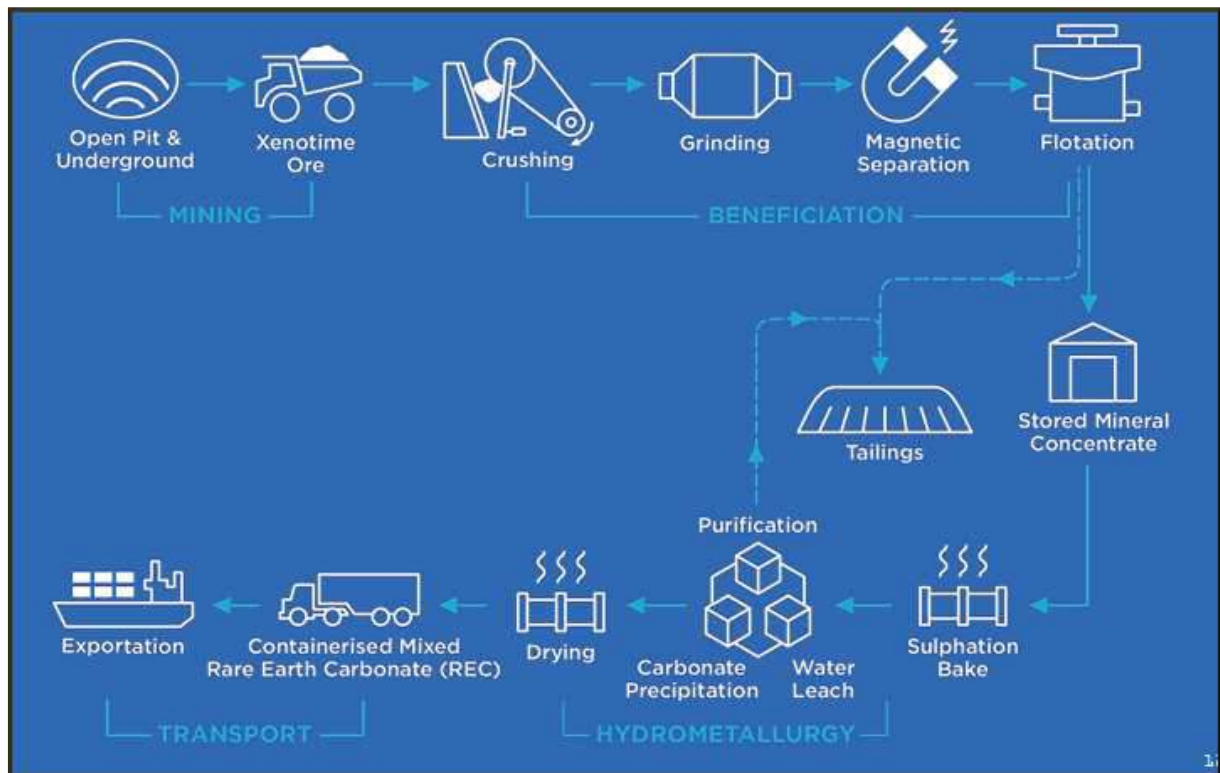 Open Pit &
Underground
Xenotime
Ore
Crushing
Grinding
Magnetic
Separation
Flotation
MINING
BENEFICIATION
Tailings
Stored Mineral
Concentrate
Purification
Exportation
Containerised Mixed
Rare Earth Carbonate (REC)
Drying
Carbonate
Precipitation
Water
Leach
Sulphation
Bake
TRANSPORT
HYDROMETALLURGY